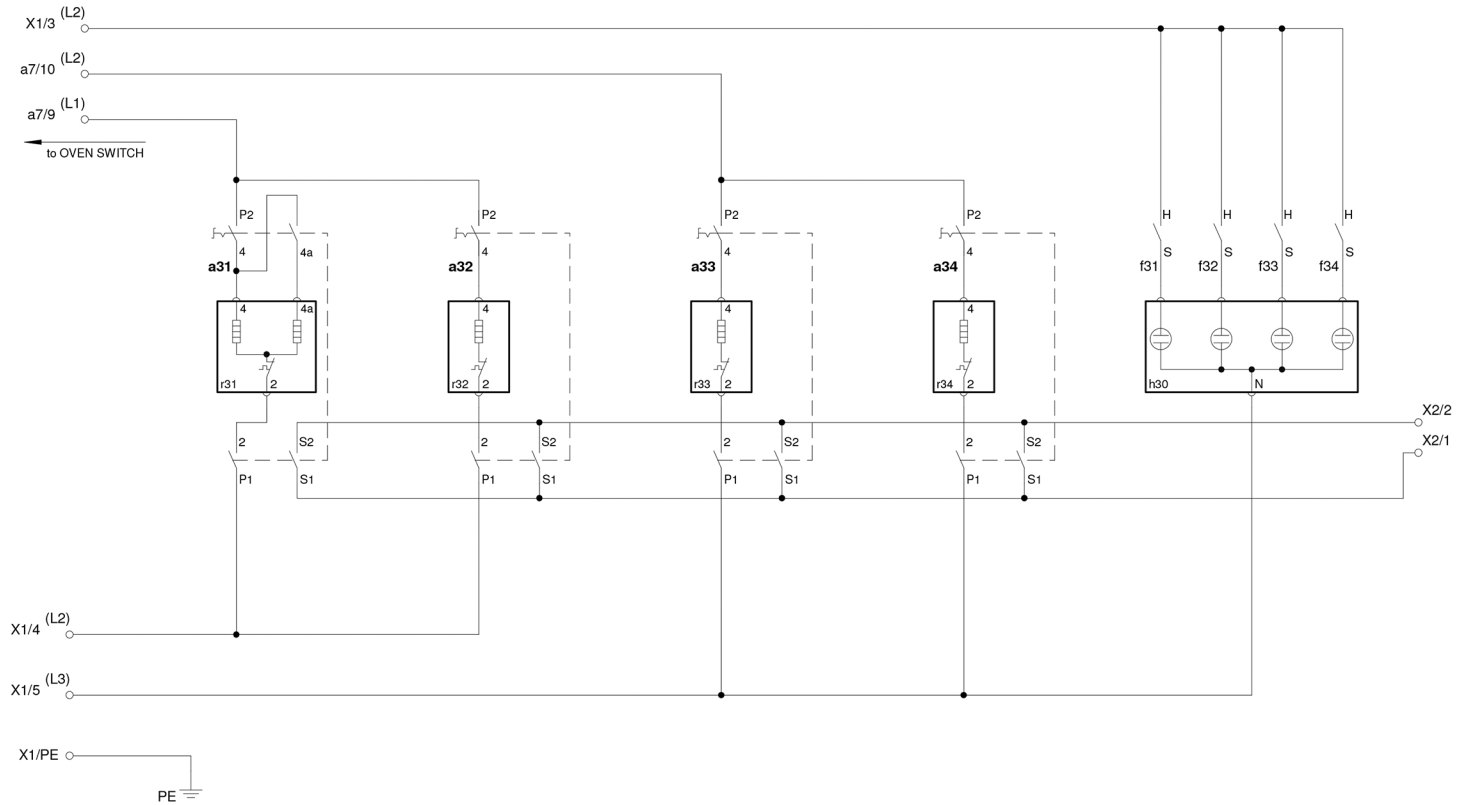 X1/3 (L2)
a7/10 (L2)
a7/9 (L1)
to OVEN SWITCH
P2 P2 P2 P2 H H H H
4 4a 4 4 4 S S S S
a31 a32 a33 a34 f31 f32 f33 f34
4 4a 4 4 4
r31 2 r32 2 r33 2 r34 2 h30 N
X2/2
2 S2 2 S2 2 S2 2 S2 X2/1
P1 S1 P1 S1 P1 S1 P1 S1
X1/4 (L2)
X1/5 (L3)
X1/PE
PE